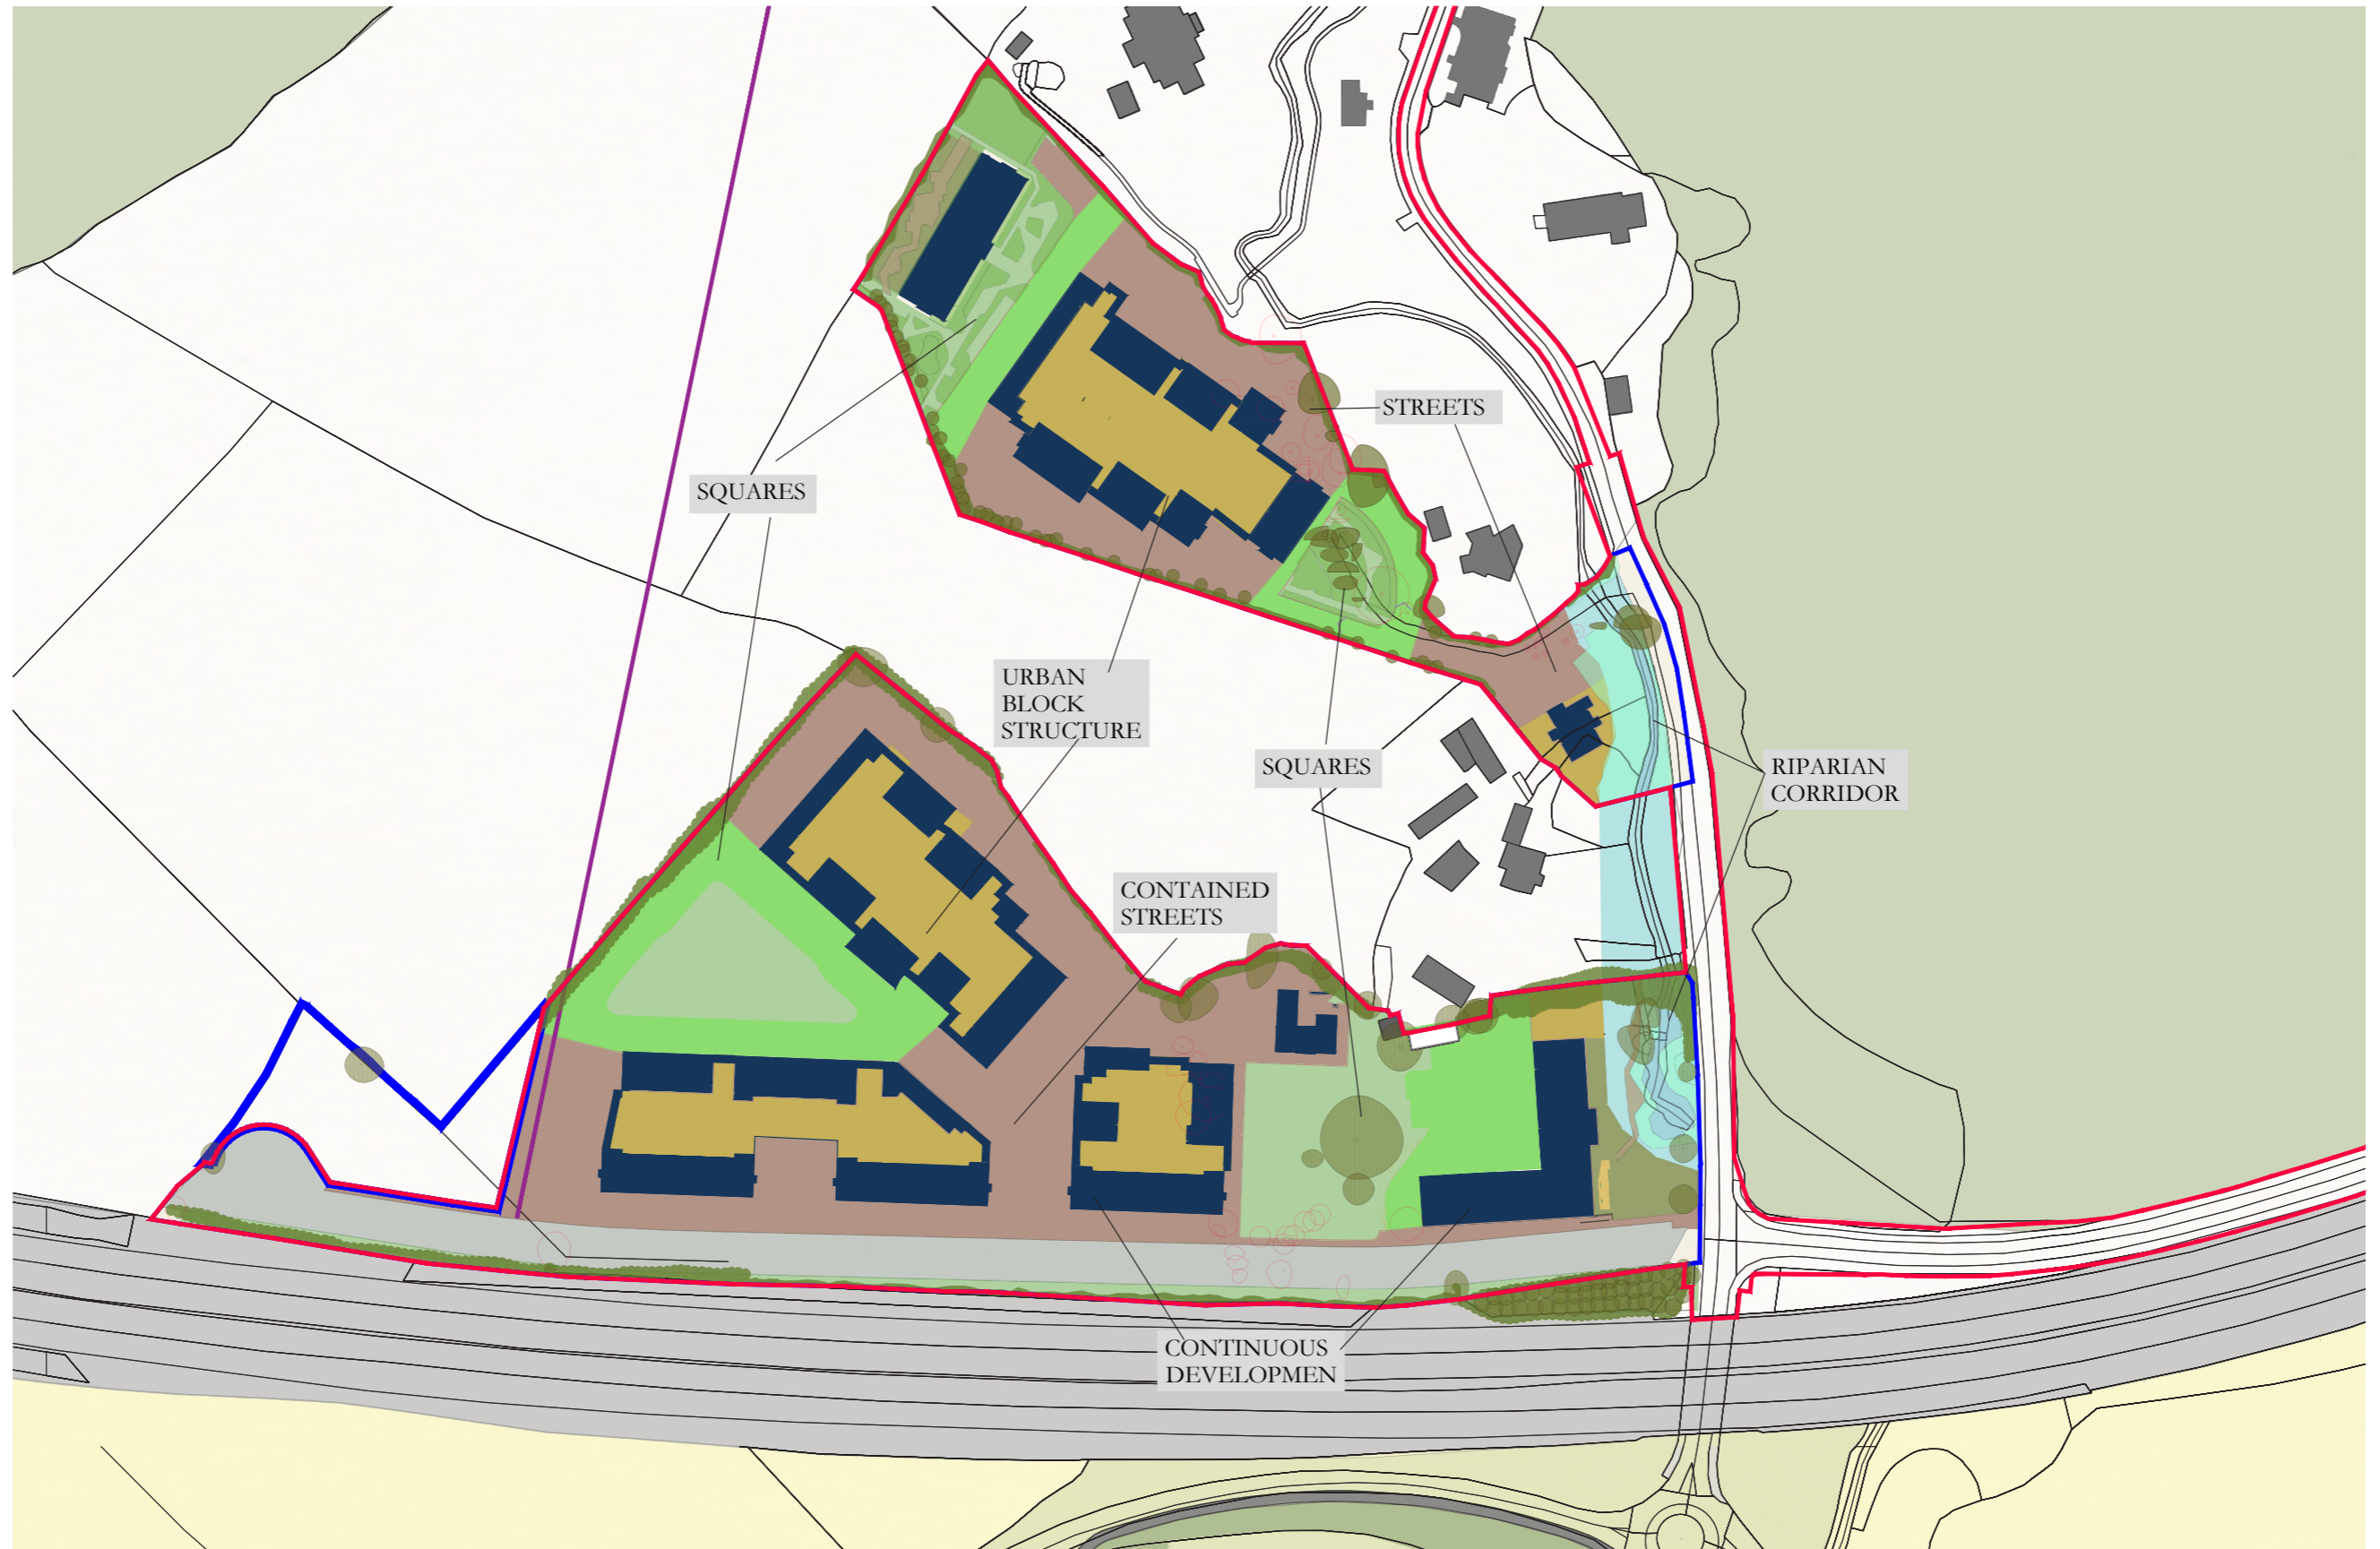 STREETS
SQUARES
URBAN
BLOCK
STRUCTURE
SQUARES
RIPARIAN
CORRIDOR
CONTAINED
STREETS
CONTINUOUS
DEVELOPMEN